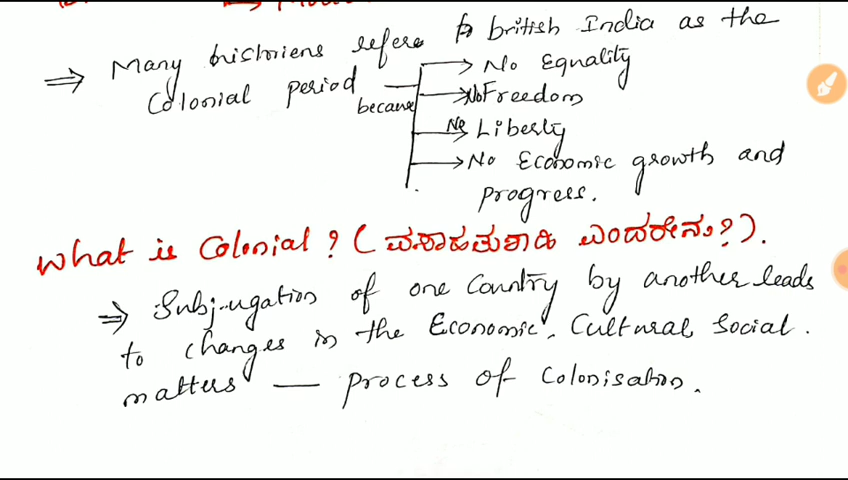 ⇒ Many historiens refere to british India as the
Colonial period — because
→ No Equality
→ No Freedom
→ No Liberty
→ No Economic growth and
progress.
What is Colonial? (ವಸಾಹತುಶಾಹಿ ಎಂದರೇನು?).
⇒ Subjugation of one Country by another leads
to changes in the Economic, Cultural, Social.
matters — process of Colonisation.